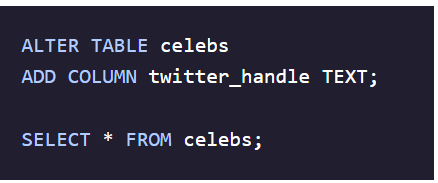 ALTER TABLE celebs
ADD COLUMN twitter_handle TEXT;
SELECT * FROM celebs;